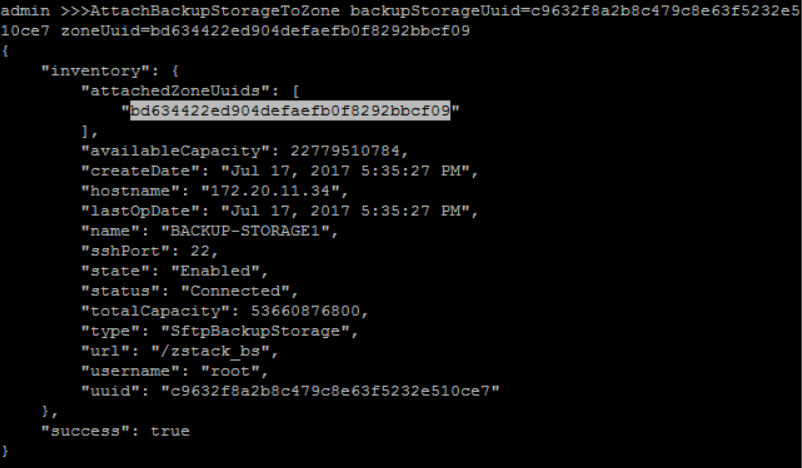 admin >>>AttachBackupStorageToZone backupStorageUuid=c9632f8a2b8c479c8e63f5232e5
10ce7 zoneUuid=bd634422ed904defaefb0f8292bbcf09
{
    "inventory": {
        "attachedZoneUuids": [
            "bd634422ed904defaefb0f8292bbcf09"
        ],
        "availableCapacity": 22779510784,
        "createDate": "Jul 17, 2017 5:35:27 PM",
        "hostname": "172.20.11.34",
        "lastOpDate": "Jul 17, 2017 5:35:27 PM",
        "name": "BACKUP-STORAGE1",
        "sshPort": 22,
        "state": "Enabled",
        "status": "Connected",
        "totalCapacity": 53660876800,
        "type": "SftpBackupStorage",
        "url": "/zstack_bs",
        "username": "root",
        "uuid": "c9632f8a2b8c479c8e63f5232e510ce7"
    },
    "success": true
}